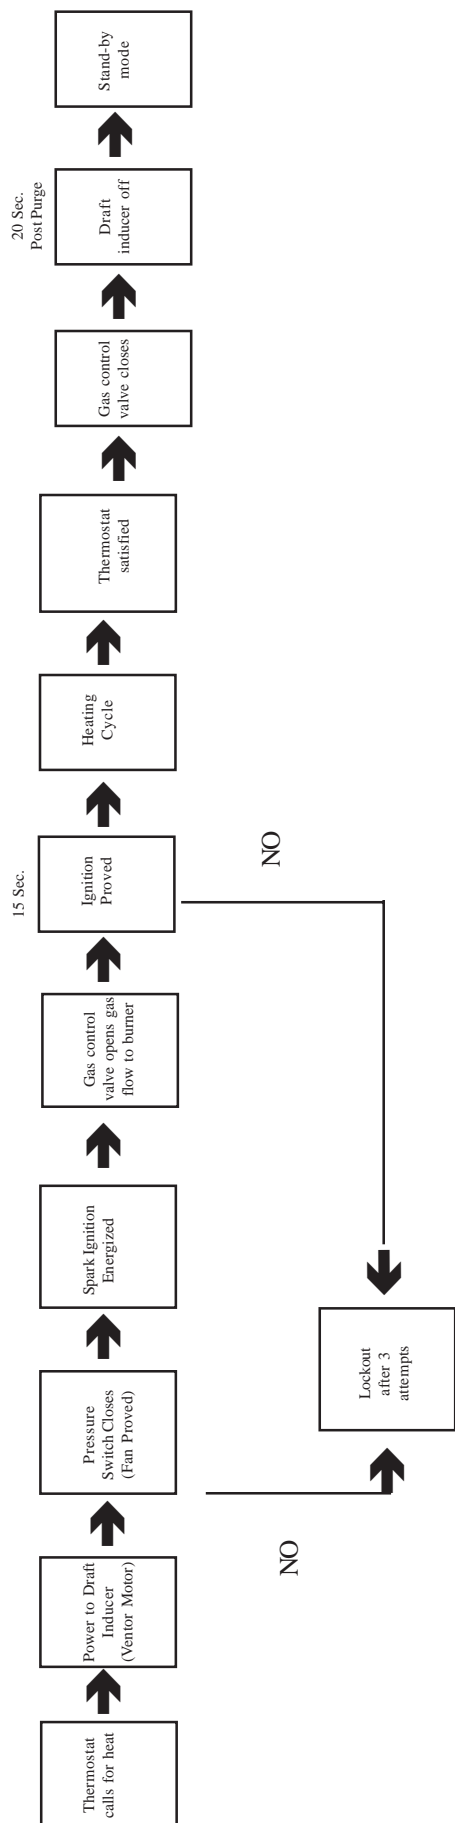 Thermostat
calls for heat
Power to Draft
Inducer
(Ventor Motor)
Pressure
Switch Closes
(Fan Proved)
Spark Ignition
Energized
Gas control
valve opens gas
flow to burner
15 Sec.
Ignition
Proved
Heating
Cycle
Thermostat
satisfied
Gas control
valve closes
20 Sec.
Post Purge
Draft
inducer off
Stand-by
mode
NO
Lockout
after 3
attempts
NO